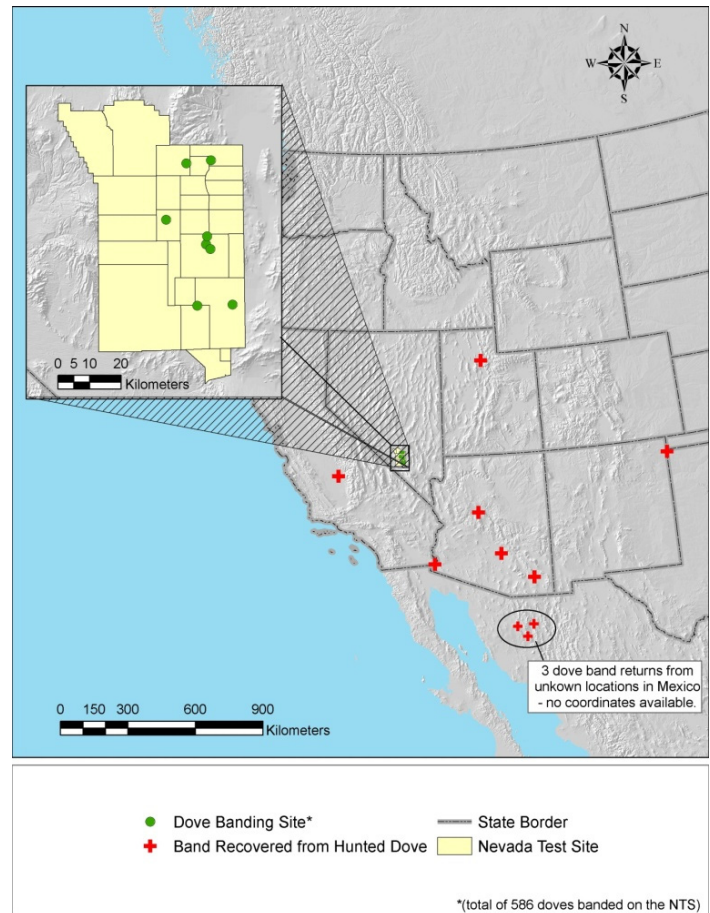 N
W E
S
0 5 10 20
Kilometers
3 dove band returns from
unkown locations in Mexico
- no coordinates available.
0 150 300 600 900
Kilometers
Dove Banding Site*
State Border
Band Recovered from Hunted Dove
Nevada Test Site
*(total of 586 doves banded on the NTS)